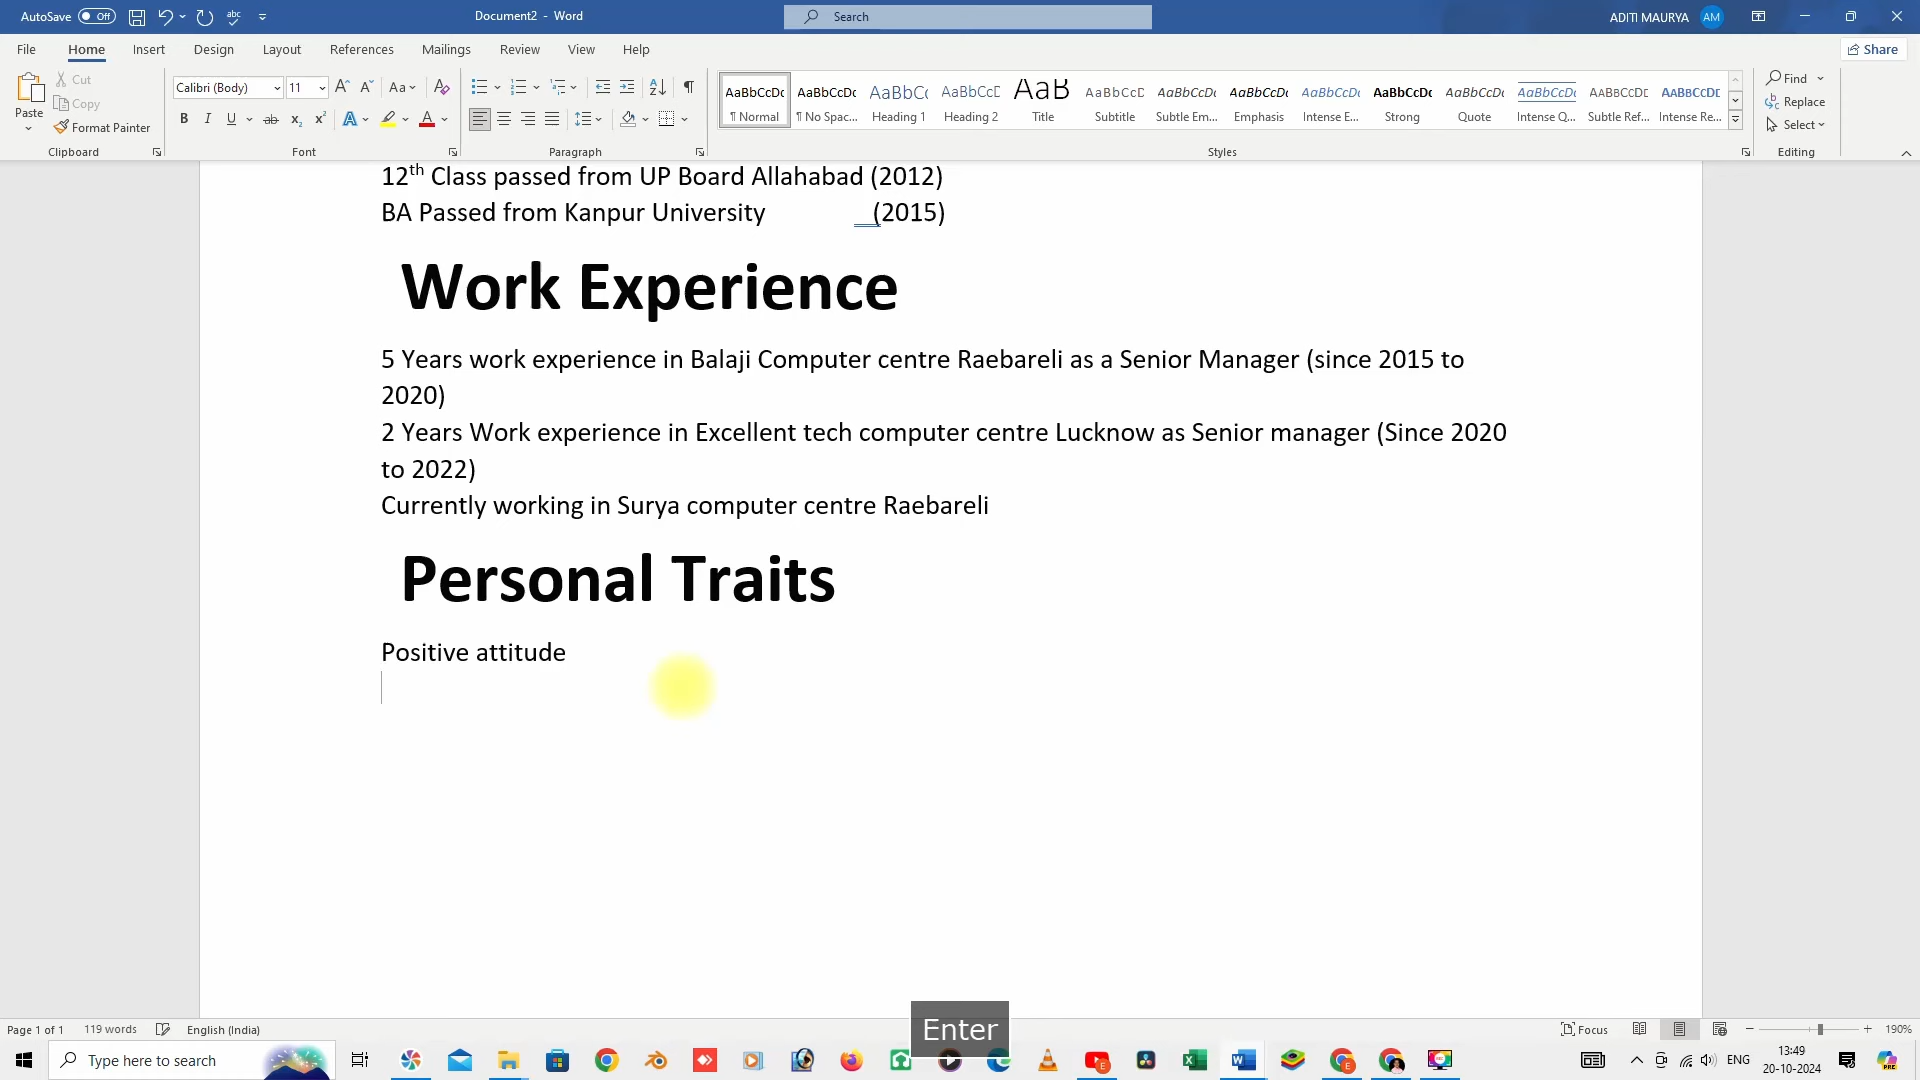 AutoSave Off Document2 - Word Search ADITI MAURYA AM
File Home Insert Design Layout References Mailings Review View Help Share
Paste Cut Copy Format Painter Clipboard
Calibri (Body) 11 Aa Font
Paragraph
AaBbCcDc AaBbCcDc AaBbCc AaBbCcD AaB AaBbCcD AaBbCcDc AaBbCcDc AaBbCcDc AaBbCcDc AaBbCcDc AaBbCcDc AABBCCDD AABBCCDD
¶ Normal ¶ No Spac... Heading 1 Heading 2 Title Subtitle Subtle Em... Emphasis Intense E... Strong Quote Intense Q... Subtle Ref... Intense Re...
Styles
Find
Replace
Select
Editing
12th Class passed from UP Board Allahabad (2012)
BA Passed from Kanpur University (2015)
Work Experience
5 Years work experience in Balaji Computer centre Raebareli as a Senior Manager (since 2015 to
2020)
2 Years Work experience in Excellent tech computer centre Lucknow as Senior manager (Since 2020
to 2022)
Currently working in Surya computer centre Raebareli
Personal Traits
Positive attitude
Enter
Page 1 of 1 119 words English (India) Focus 190%
Type here to search ENG 13:49
20-10-2024